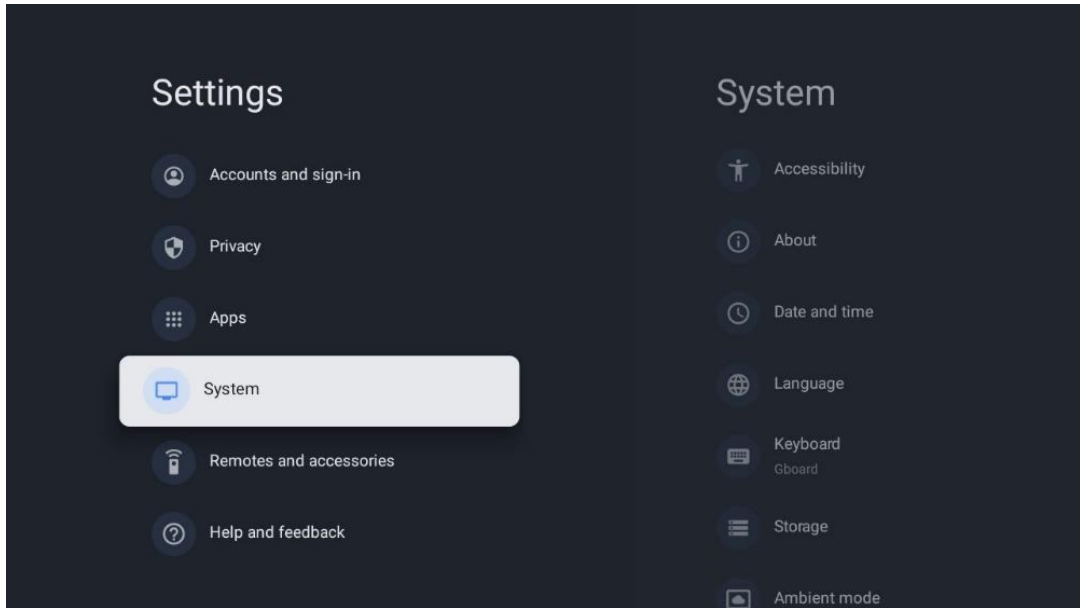 Settings
Accounts and sign-in
Privacy
Apps
System
Remotes and accessories
Help and feedback
System
Accessibility
About
Date and time
Language
Keyboard
Gboard
Storage
Ambient mode